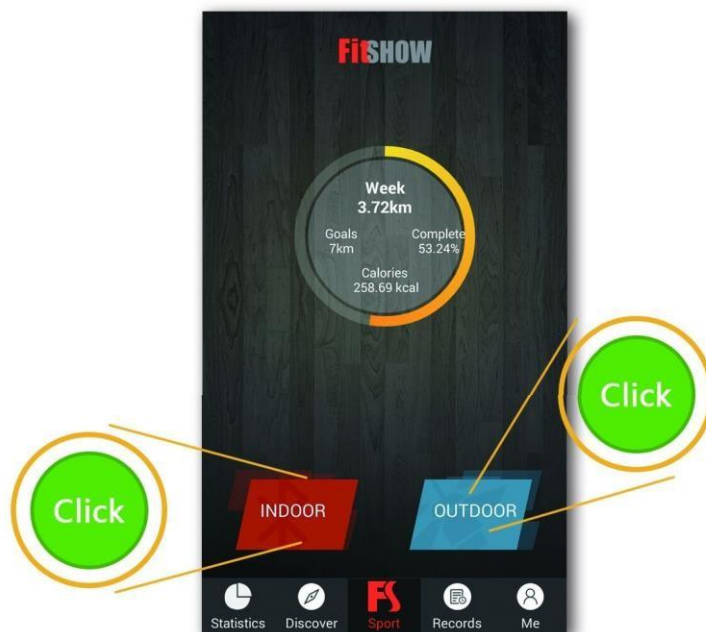 FitSHOW
Week
3.72km
Goals
7km
Complete
53.24%
Calories
258.69 kcal
Click
Click
INDOOR
OUTDOOR
FS
Statistics
Discover
Sport
Records
Me